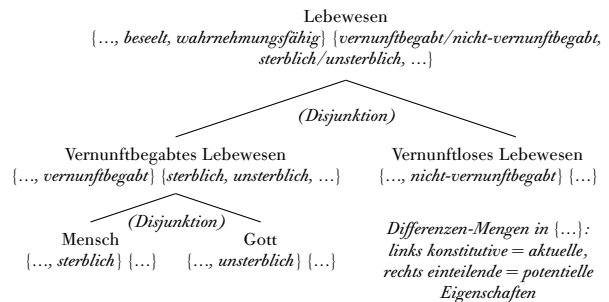 Lebewesen
{…, beseelt, wahrnehmungsfähig} {vernunftbegabt/nicht-vernunftbegabt,
sterblich/unsterblich, …}
(Disjunktion)
Vernunftbegabtes Lebewesen
{…, vernunftbegabt} {sterblich, unsterblich, …}
Vernunftloses Lebewesen
{…, nicht-vernunftbegabt} {…}
(Disjunktion)
Mensch
{…, sterblich} {…}
Gott
{…, unsterblich} {…}
Differenzen-Mengen in {…}:
links konstitutive = aktuelle,
rechts einteilende = potentielle
Eigenschaften